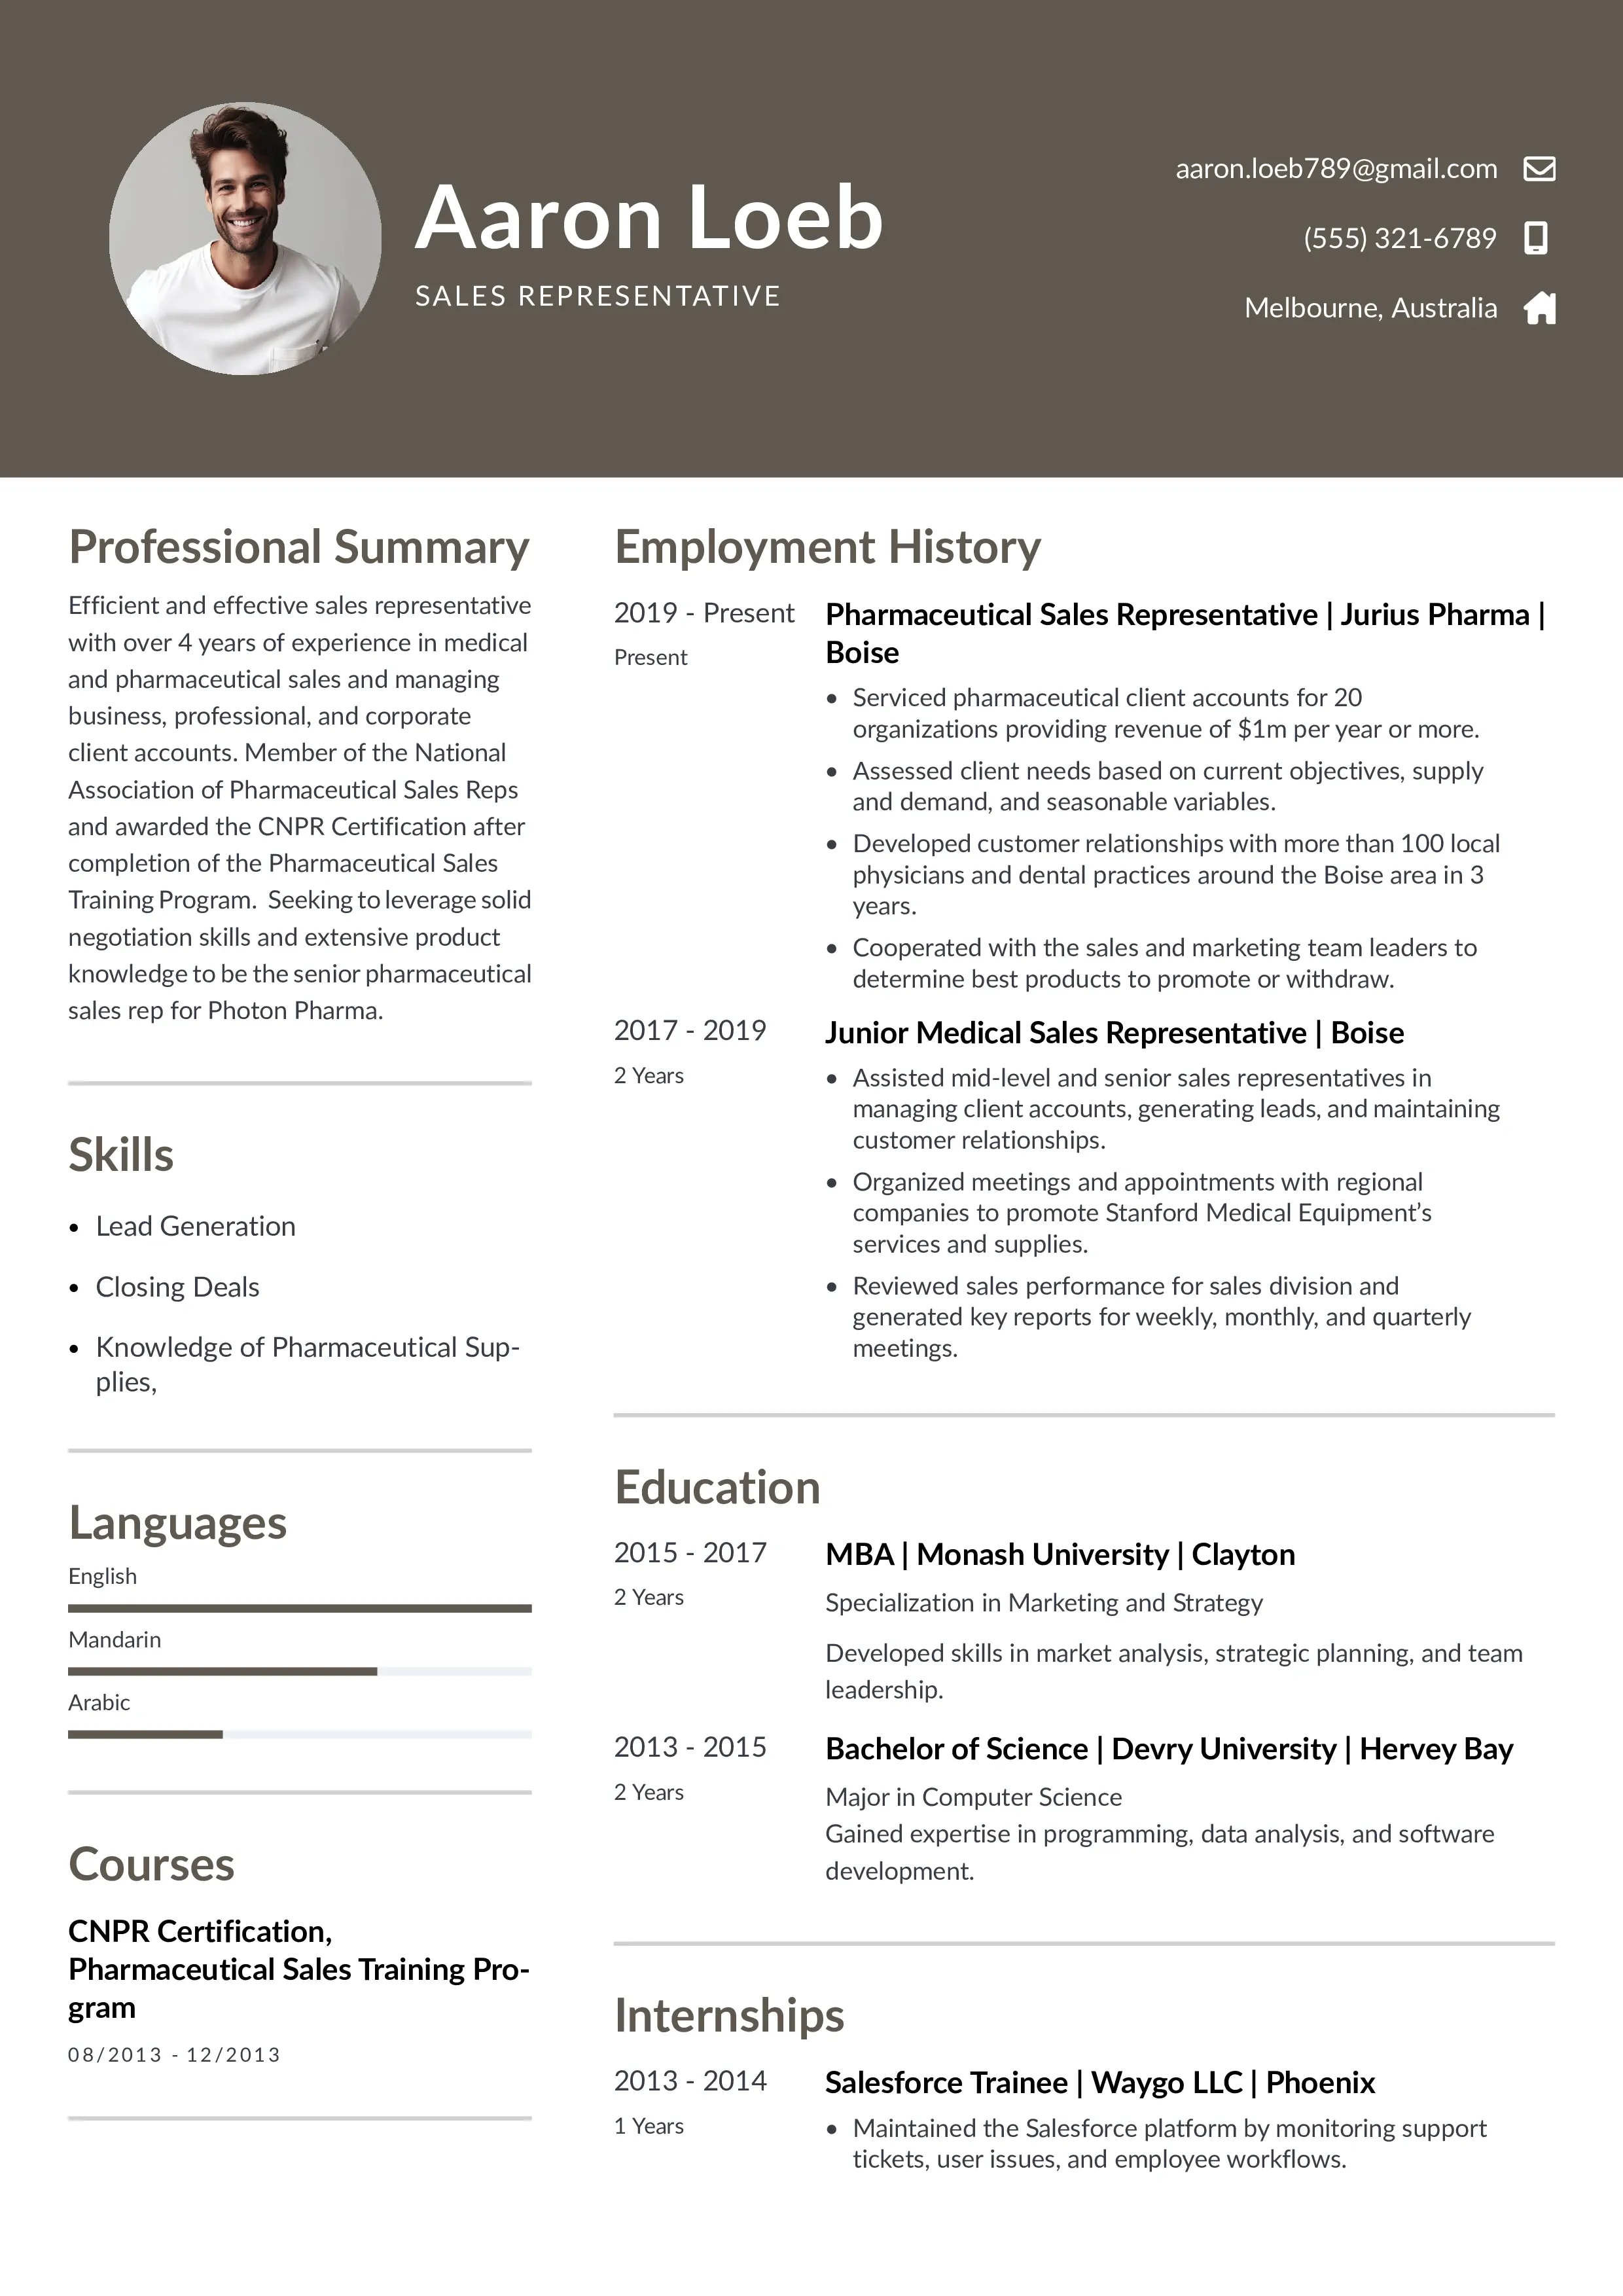 Aaron Loeb
SALES REPRESENTATIVE
aaron.loeb789@gmail.com
(555) 321-6789
Melbourne, Australia
Professional Summary
Efficient and effective sales representative
with over 4 years of experience in medical
and pharmaceutical sales and managing
business, professional, and corporate
client accounts. Member of the National
Association of Pharmaceutical Sales Reps
and awarded the CNPR Certification after
completion of the Pharmaceutical Sales
Training Program.  Seeking to leverage solid
negotiation skills and extensive product
knowledge to be the senior pharmaceutical
sales rep for Photon Pharma.
Skills
• Lead Generation
• Closing Deals
• Knowledge of Pharmaceutical Sup-
plies,
Languages
English
Mandarin
Arabic
Courses
CNPR Certification,
Pharmaceutical Sales Training Pro-
gram
08/2013 - 12/2013
Employment History
2019 - Present
Present
Pharmaceutical Sales Representative | Jurius Pharma |
Boise
• Serviced pharmaceutical client accounts for 20
organizations providing revenue of $1m per year or more.
• Assessed client needs based on current objectives, supply
and demand, and seasonable variables.
• Developed customer relationships with more than 100 local
physicians and dental practices around the Boise area in 3
years.
• Cooperated with the sales and marketing team leaders to
determine best products to promote or withdraw.
2017 - 2019
2 Years
Junior Medical Sales Representative | Boise
• Assisted mid-level and senior sales representatives in
managing client accounts, generating leads, and maintaining
customer relationships.
• Organized meetings and appointments with regional
companies to promote Stanford Medical Equipment’s
services and supplies.
• Reviewed sales performance for sales division and
generated key reports for weekly, monthly, and quarterly
meetings.
Education
2015 - 2017
2 Years
MBA | Monash University | Clayton
Specialization in Marketing and Strategy
Developed skills in market analysis, strategic planning, and team
leadership.
2013 - 2015
2 Years
Bachelor of Science | Devry University | Hervey Bay
Major in Computer Science
Gained expertise in programming, data analysis, and software
development.
Internships
2013 - 2014
1 Years
Salesforce Trainee | Waygo LLC | Phoenix
• Maintained the Salesforce platform by monitoring support
tickets, user issues, and employee workflows.